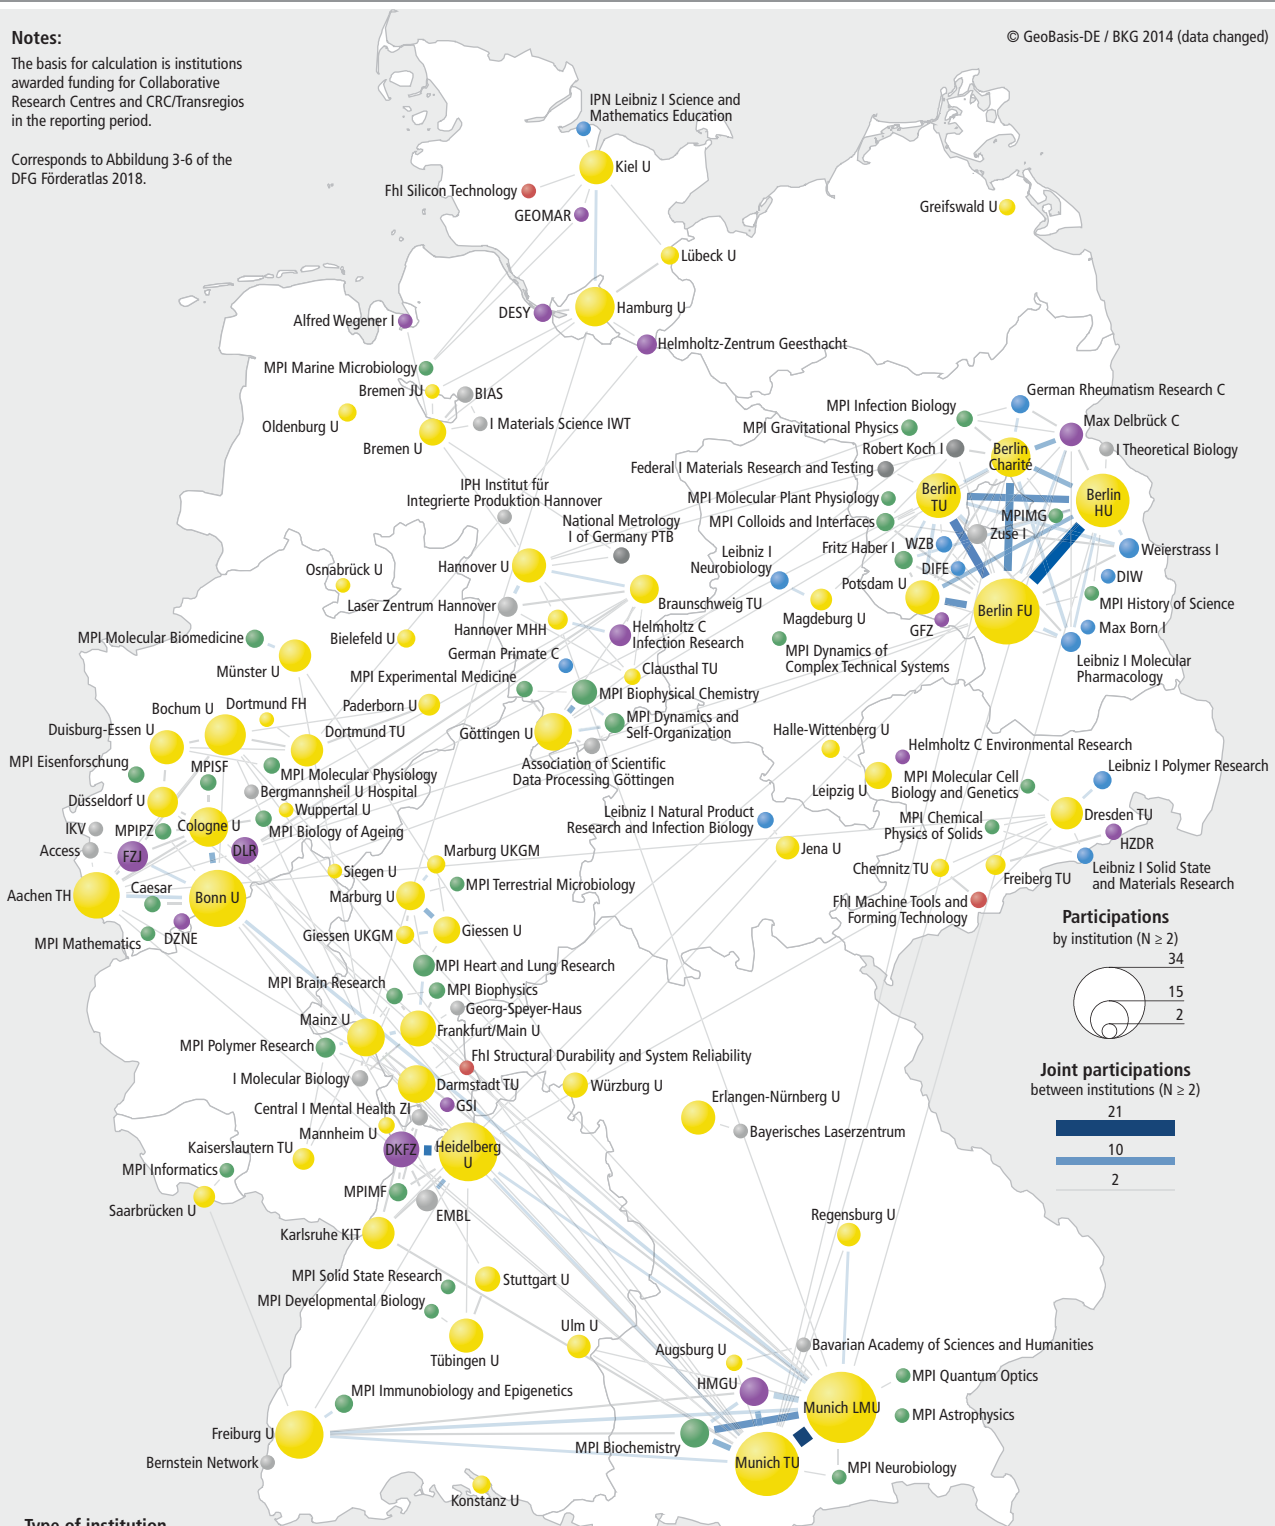 Notes:
The basis for calculation is institutions
awarded funding for Collaborative
Research Centres and CRC/Transregios
in the reporting period.
Corresponds to Abbildung 3-6 of the
DFG Förderatlas 2018.
© GeoBasis-DE / BKG 2014 (data changed)
IPN Leibniz I Science and
Mathematics Education
Kiel U
FhI Silicon Technology
GEOMAR
Greifswald U
Lübeck U
DESY
Hamburg U
Alfred Wegener I
Helmholtz-Zentrum Geesthacht
MPI Marine Microbiology
Bremen JU
BIAS
Oldenburg U
I Materials Science IWT
Bremen U
German Rheumatism Research C
MPI Infection Biology
Max Delbrück C
MPI Gravitational Physics
Robert Koch I
Berlin
Charité
I Theoretical Biology
Federal I Materials Research and Testing
IPH Institut für
Integrierte Produktion Hannover
MPI Molecular Plant Physiology
Berlin
TU
Berlin
HU
MPIMG
National Metrology
I of Germany PTB
MPI Colloids and Interfaces
Zuse I
Fritz Haber I
WZB
Weierstrass I
Leibniz I
Neurobiology
DIFE
Hannover U
Osnabrück U
Potsdam U
DIW
Laser Zentrum Hannover
Braunschweig TU
Berlin FU
MPI History of Science
Magdeburg U
GFZ
Max Born I
Hannover MHH
Helmholtz C
Infection Research
MPI Molecular Biomedicine
Bielefeld U
MPI Dynamics of
Complex Technical Systems
Leibniz I Molecular
Pharmacology
German Primate C
Clausthal TU
Münster U
MPI Experimental Medicine
MPI Biophysical Chemistry
Paderborn U
Bochum U
Dortmund FH
Duisburg-Essen U
Dortmund TU
Göttingen U
MPI Dynamics and
Self-Organization
Halle-Wittenberg U
Helmholtz C Environmental Research
MPI Eisenforschung
MPISF
MPI Molecular Physiology
Association of Scientific
Data Processing Göttingen
Leipzig U
MPI Molecular Cell
Biology and Genetics
Leibniz I Polymer Research
Bergmannsheil U Hospital
Düsseldorf U
Wuppertal U
Leibniz I Natural Product
Research and Infection Biology
MPI Chemical
Physics of Solids
Dresden TU
IKV
MPIPZ
Cologne U
MPI Biology of Ageing
HZDR
Access
FZJ
DLR
Marburg UKGM
Jena U
Chemnitz TU
Freiberg TU
Leibniz I Solid State
and Materials Research
Siegen U
Aachen TH
Caesar
Bonn U
Marburg U
MPI Terrestrial Microbiology
FhI Machine Tools and
Forming Technology
MPI Mathematics
DZNE
Giessen UKGM
Giessen U
Participations
by institution (N ≥ 2)
34
15
2
MPI Heart and Lung Research
MPI Brain Research
MPI Biophysics
Georg-Speyer-Haus
Mainz U
Frankfurt/Main U
MPI Polymer Research
FhI Structural Durability and System Reliability
Joint participations
between institutions (N ≥ 2)
21
10
2
I Molecular Biology
Darmstadt TU
Würzburg U
GSI
Erlangen-Nürnberg U
Central I Mental Health ZI
Mannheim U
Bayerisches Laserzentrum
Kaiserslautern TU
DKFZ
Heidelberg
U
MPI Informatics
MPIMF
Saarbrücken U
EMBL
Regensburg U
Karlsruhe KIT
MPI Solid State Research
Stuttgart U
MPI Developmental Biology
Ulm U
Tübingen U
Augsburg U
Bavarian Academy of Sciences and Humanities
HMGU
MPI Quantum Optics
MPI Immunobiology and Epigenetics
Munich LMU
MPI Astrophysics
Freiburg U
MPI Biochemistry
Bernstein Network
Munich TU
MPI Neurobiology
Konstanz U
Type of institution